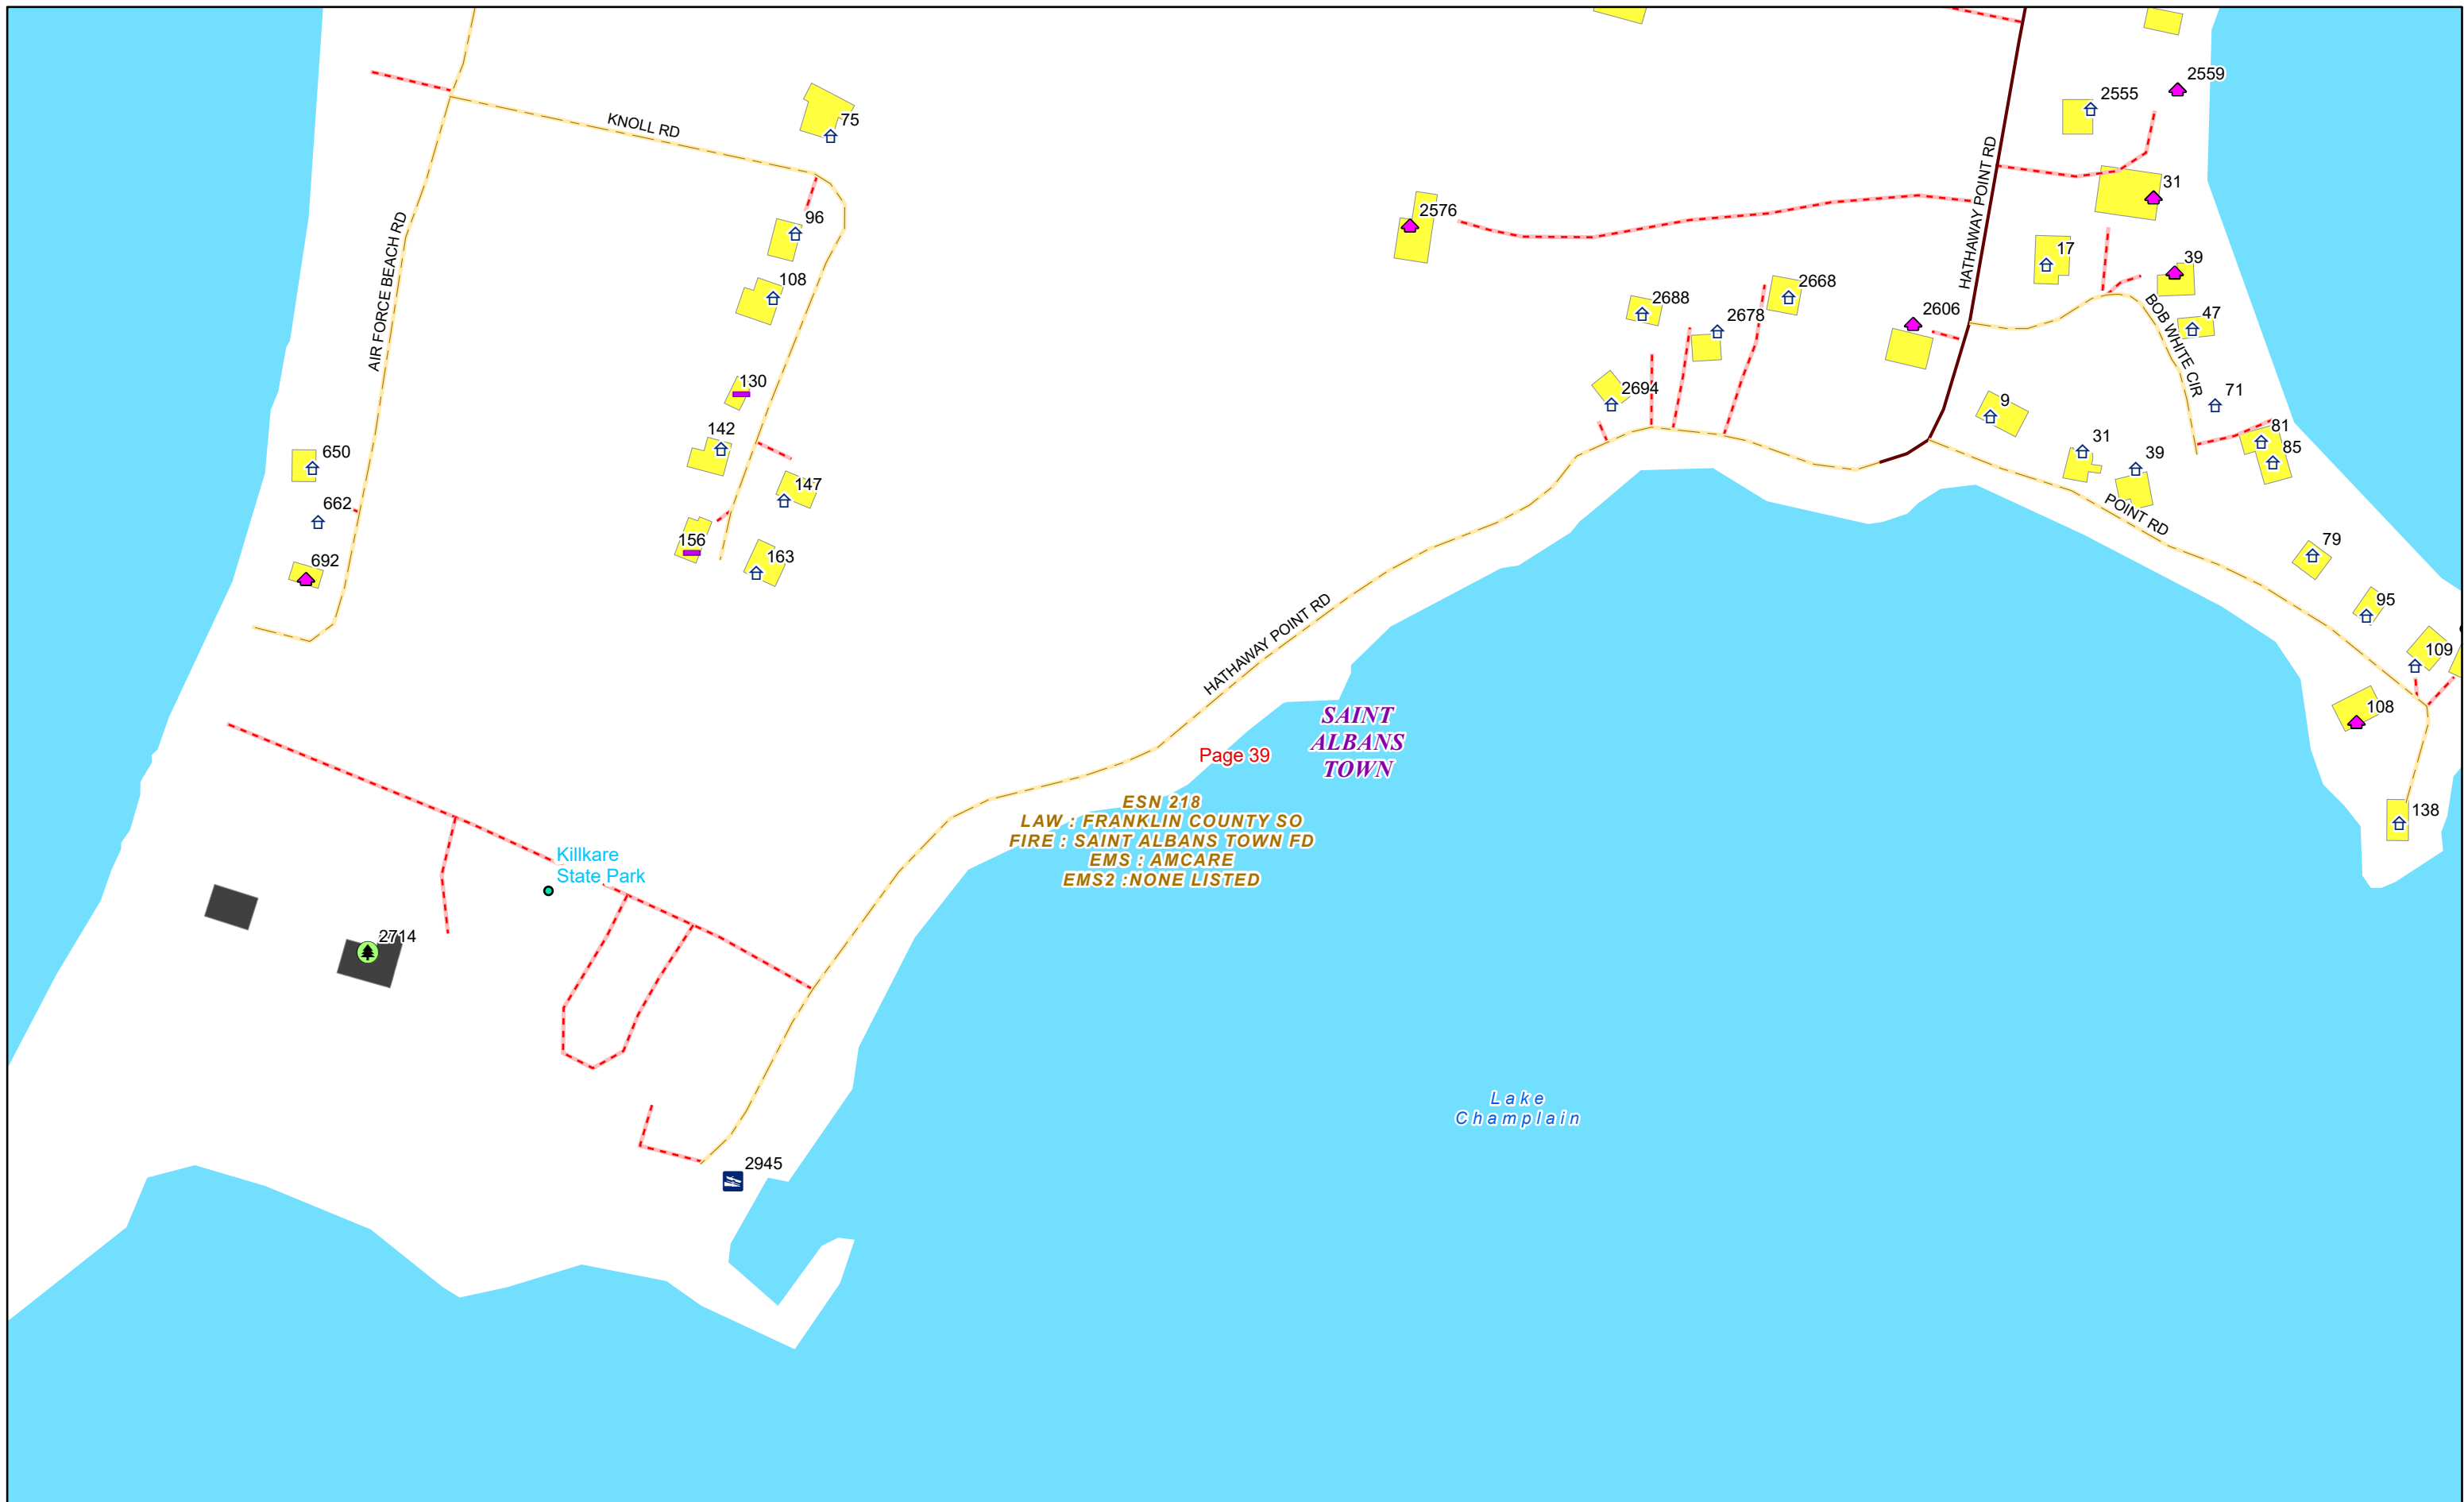 2559
2555
75
KNOLL RD
31
96
2576
17
HATHAWAY POINT RD
39
108
2668
2688
2606
47
2678
AIR FORCE BEACH RD
BOB WHITE CIR
130
2694
71
9
142
81
31
85
650
39
147
662
POINT RD
156
79
163
692
95
HATHAWAY POINT RD
109
108
SAINT
ALBANS
TOWN
Page 39
ESN 218
LAW : FRANKLIN COUNTY SO
FIRE : SAINT ALBANS TOWN FD
EMS : AMCARE
EMS2 :NONE LISTED
138
Killkare
State Park
2714
Lake
Champlain
2945